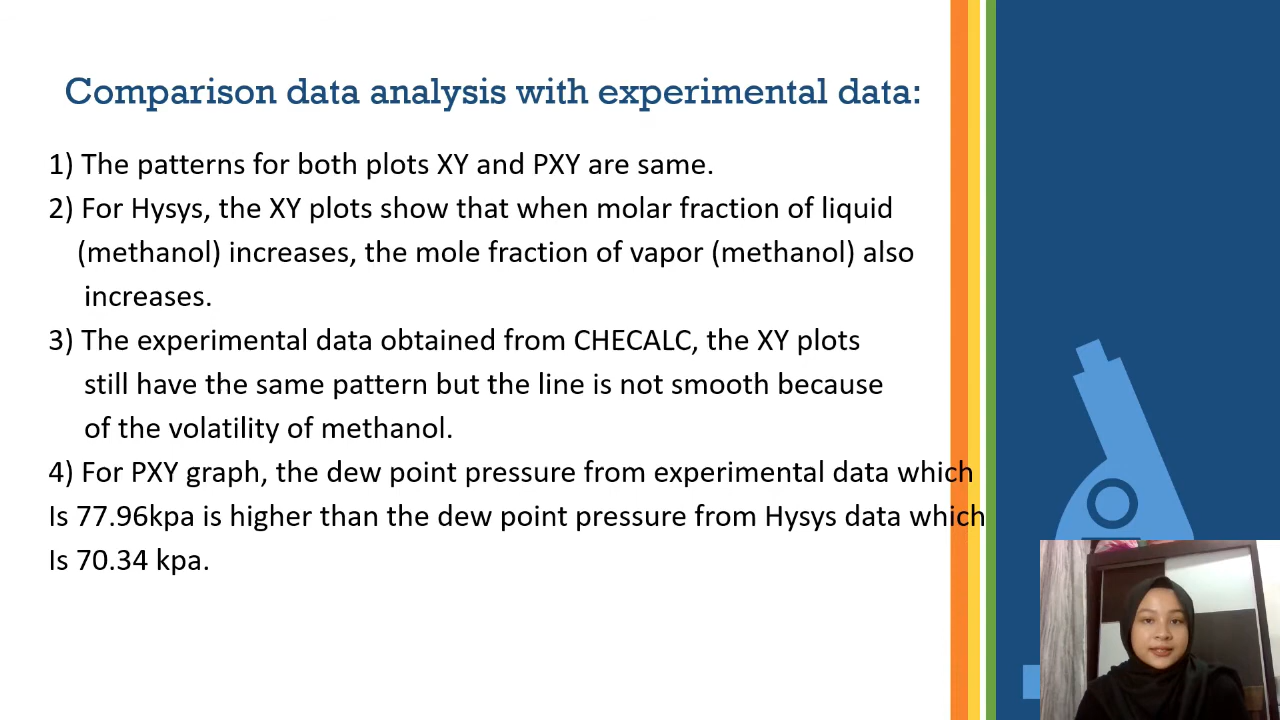 Comparison data analysis with experimental data:
1) The patterns for both plots XY and PXY are same.
2) For Hysys, the XY plots show that when molar fraction of liquid
(methanol) increases, the mole fraction of vapor (methanol) also
increases.
3) The experimental data obtained from CHECALC, the XY plots
still have the same pattern but the line is not smooth because
of the volatility of methanol.
4) For PXY graph, the dew point pressure from experimental data which
Is 77.96kpa is higher than the dew point pressure from Hysys data which
Is 70.34 kpa.